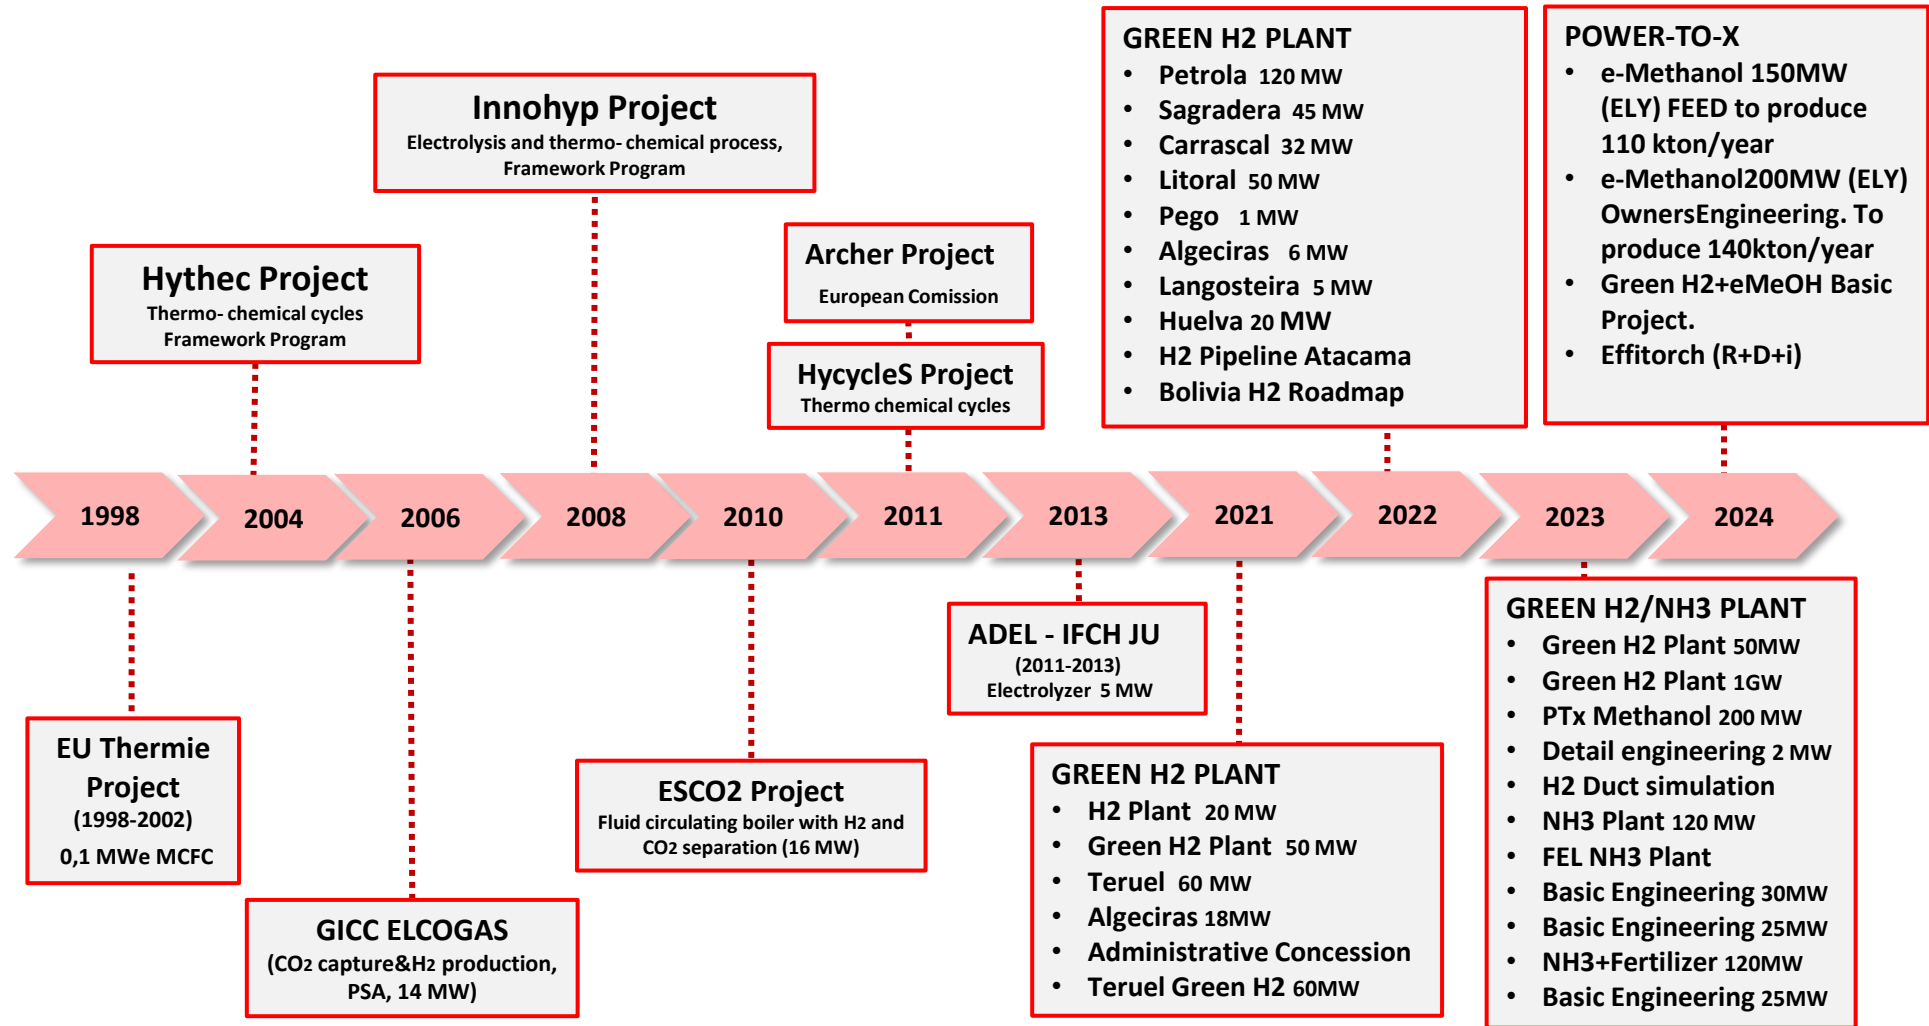 GREEN H2 PLANT
• Petrola 120 MW
• Sagradera 45 MW
• Carrascal 32 MW
• Litoral 50 MW
• Pego 1 MW
• Algeciras 6 MW
• Langosteira 5 MW
• Huelva 20 MW
• H2 Pipeline Atacama
• Bolivia H2 Roadmap
POWER-TO-X
• e-Methanol 150MW
(ELY) FEED to produce
110 kton/year
• e-Methanol200MW (ELY)
OwnersEngineering. To
produce 140kton/year
• Green H2+eMeOH Basic
Project.
• Effitorch (R+D+i)
Innohyp Project
Electrolysis and thermo- chemical process,
Framework Program
Hythec Project
Thermo- chemical cycles
Framework Program
Archer Project
European Comission
HycycleS Project
Thermo chemical cycles
1998
2004
2006
2008
2010
2011
2013
2021
2022
2023
2024
EU Thermie
Project
(1998-2002)
0,1 MWe MCFC
GICC ELCOGAS
(CO2 capture&H2 production,
PSA, 14 MW)
ESCO2 Project
Fluid circulating boiler with H2 and
CO2 separation (16 MW)
ADEL - IFCH JU
(2011-2013)
Electrolyzer 5 MW
GREEN H2 PLANT
• H2 Plant 20 MW
• Green H2 Plant 50 MW
• Teruel 60 MW
• Algeciras 18MW
• Administrative Concession
• Teruel Green H2 60MW
GREEN H2/NH3 PLANT
• Green H2 Plant 50MW
• Green H2 Plant 1GW
• PTx Methanol 200 MW
• Detail engineering 2 MW
• H2 Duct simulation
• NH3 Plant 120 MW
• FEL NH3 Plant
• Basic Engineering 30MW
• Basic Engineering 25MW
• NH3+Fertilizer 120MW
• Basic Engineering 25MW